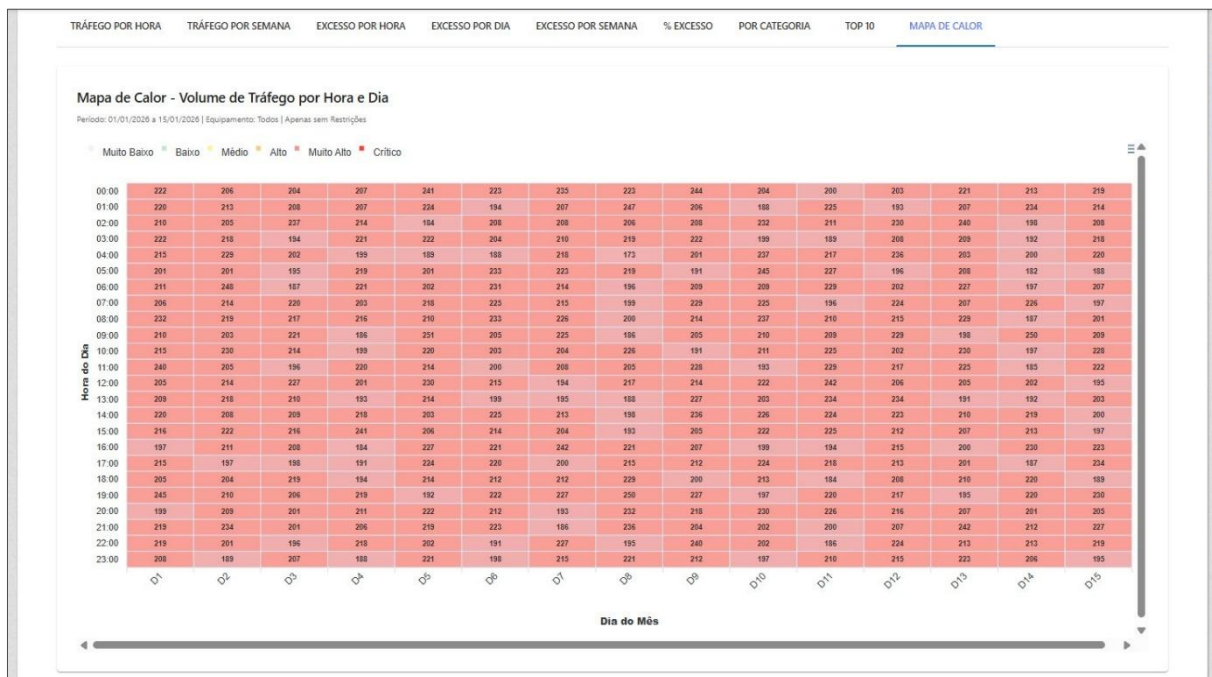 TRÁFEGO POR HORA TRÁFEGO POR SEMANA EXCESSO POR HORA EXCESSO POR DIA EXCESSO POR SEMANA % EXCESSO POR CATEGORIA TOP 10 MAPA DE CALOR
Mapa de Calor - Volume de Tráfego por Hora e Dia
Período: 01/01/2026 a 15/01/2026 | Equipamento: Todos | Apenas sem Restrições
Muito Baixo Baixo Médio Alto Muito Alto Crítico
Hora do Dia
00:00 222 206 204 207 241 223 235 223 244 204 200 203 221 213 219
01:00 220 213 208 207 224 194 207 247 206 188 225 193 207 234 214
02:00 210 205 237 214 184 208 208 206 208 232 211 230 240 198 208
03:00 222 218 194 221 222 204 210 219 222 199 189 208 209 192 218
04:00 215 229 202 199 189 188 218 173 201 237 217 236 203 200 220
05:00 201 201 195 219 201 233 223 219 191 245 227 196 208 182 188
06:00 211 248 187 221 202 231 214 196 209 209 229 202 227 197 207
07:00 206 214 220 203 218 225 215 199 229 225 196 224 207 226 197
08:00 232 219 217 216 210 233 226 200 214 237 210 215 229 187 201
09:00 210 203 221 186 251 205 225 186 205 210 209 229 198 250 209
10:00 215 230 214 199 220 203 204 226 191 211 225 202 230 197 228
11:00 240 205 196 220 214 200 208 205 228 193 229 217 225 185 222
12:00 205 214 227 201 230 215 194 217 214 222 242 206 205 202 195
13:00 209 218 210 193 214 199 195 188 227 203 234 234 191 192 203
14:00 220 208 209 218 203 225 213 198 236 226 224 223 210 219 200
15:00 216 222 216 241 206 214 204 193 205 222 225 212 207 213 197
16:00 197 211 208 184 227 221 242 221 207 199 194 215 200 230 223
17:00 215 197 198 191 224 220 200 215 212 224 218 213 201 187 234
18:00 205 204 219 194 214 212 212 229 200 213 184 208 210 220 189
19:00 245 210 206 219 192 222 227 250 227 197 220 217 195 220 230
20:00 199 209 201 211 222 212 193 232 218 230 226 216 207 201 205
21:00 219 234 201 206 219 223 186 236 204 202 200 207 242 212 227
22:00 219 201 196 218 202 191 227 195 240 202 186 224 213 213 219
23:00 208 189 207 188 221 198 215 221 212 197 210 215 223 206 195
D1 D2 D3 D4 D5 D6 D7 D8 D9 D10 D11 D12 D13 D14 D15
Dia do Mês